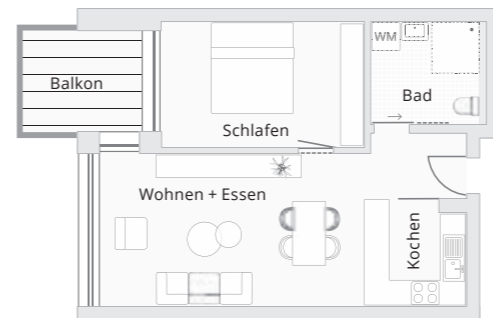 WM
Balkon
Bad
Schlafen
Wohnen + Essen
Kochen